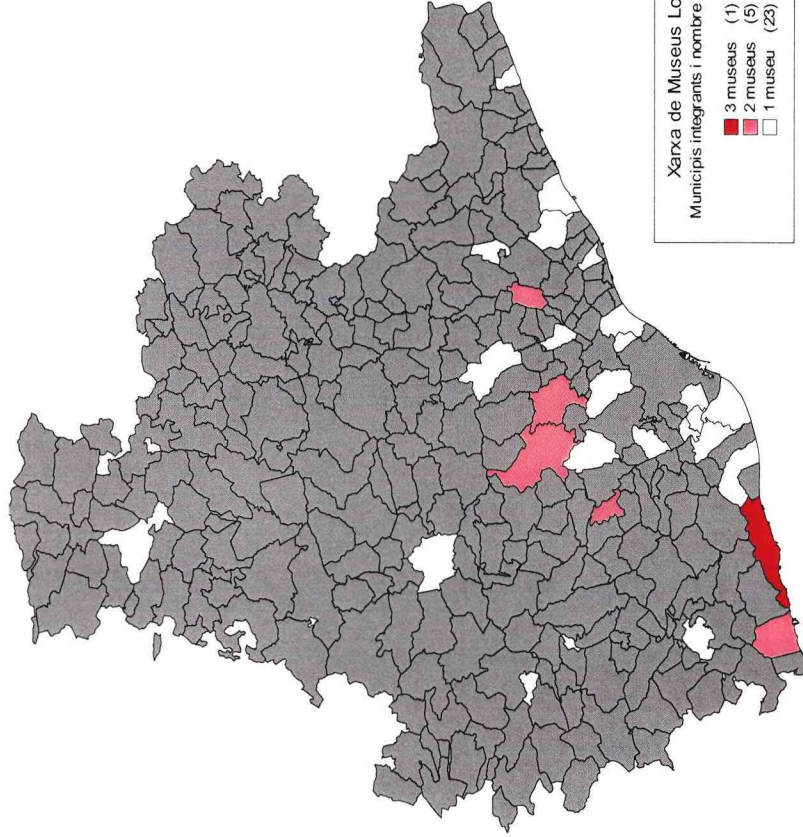 Xarxa de Museus Lo
Municipis integrants i nombre
3 museus (1)
2 museus (5)
1 museu (23)